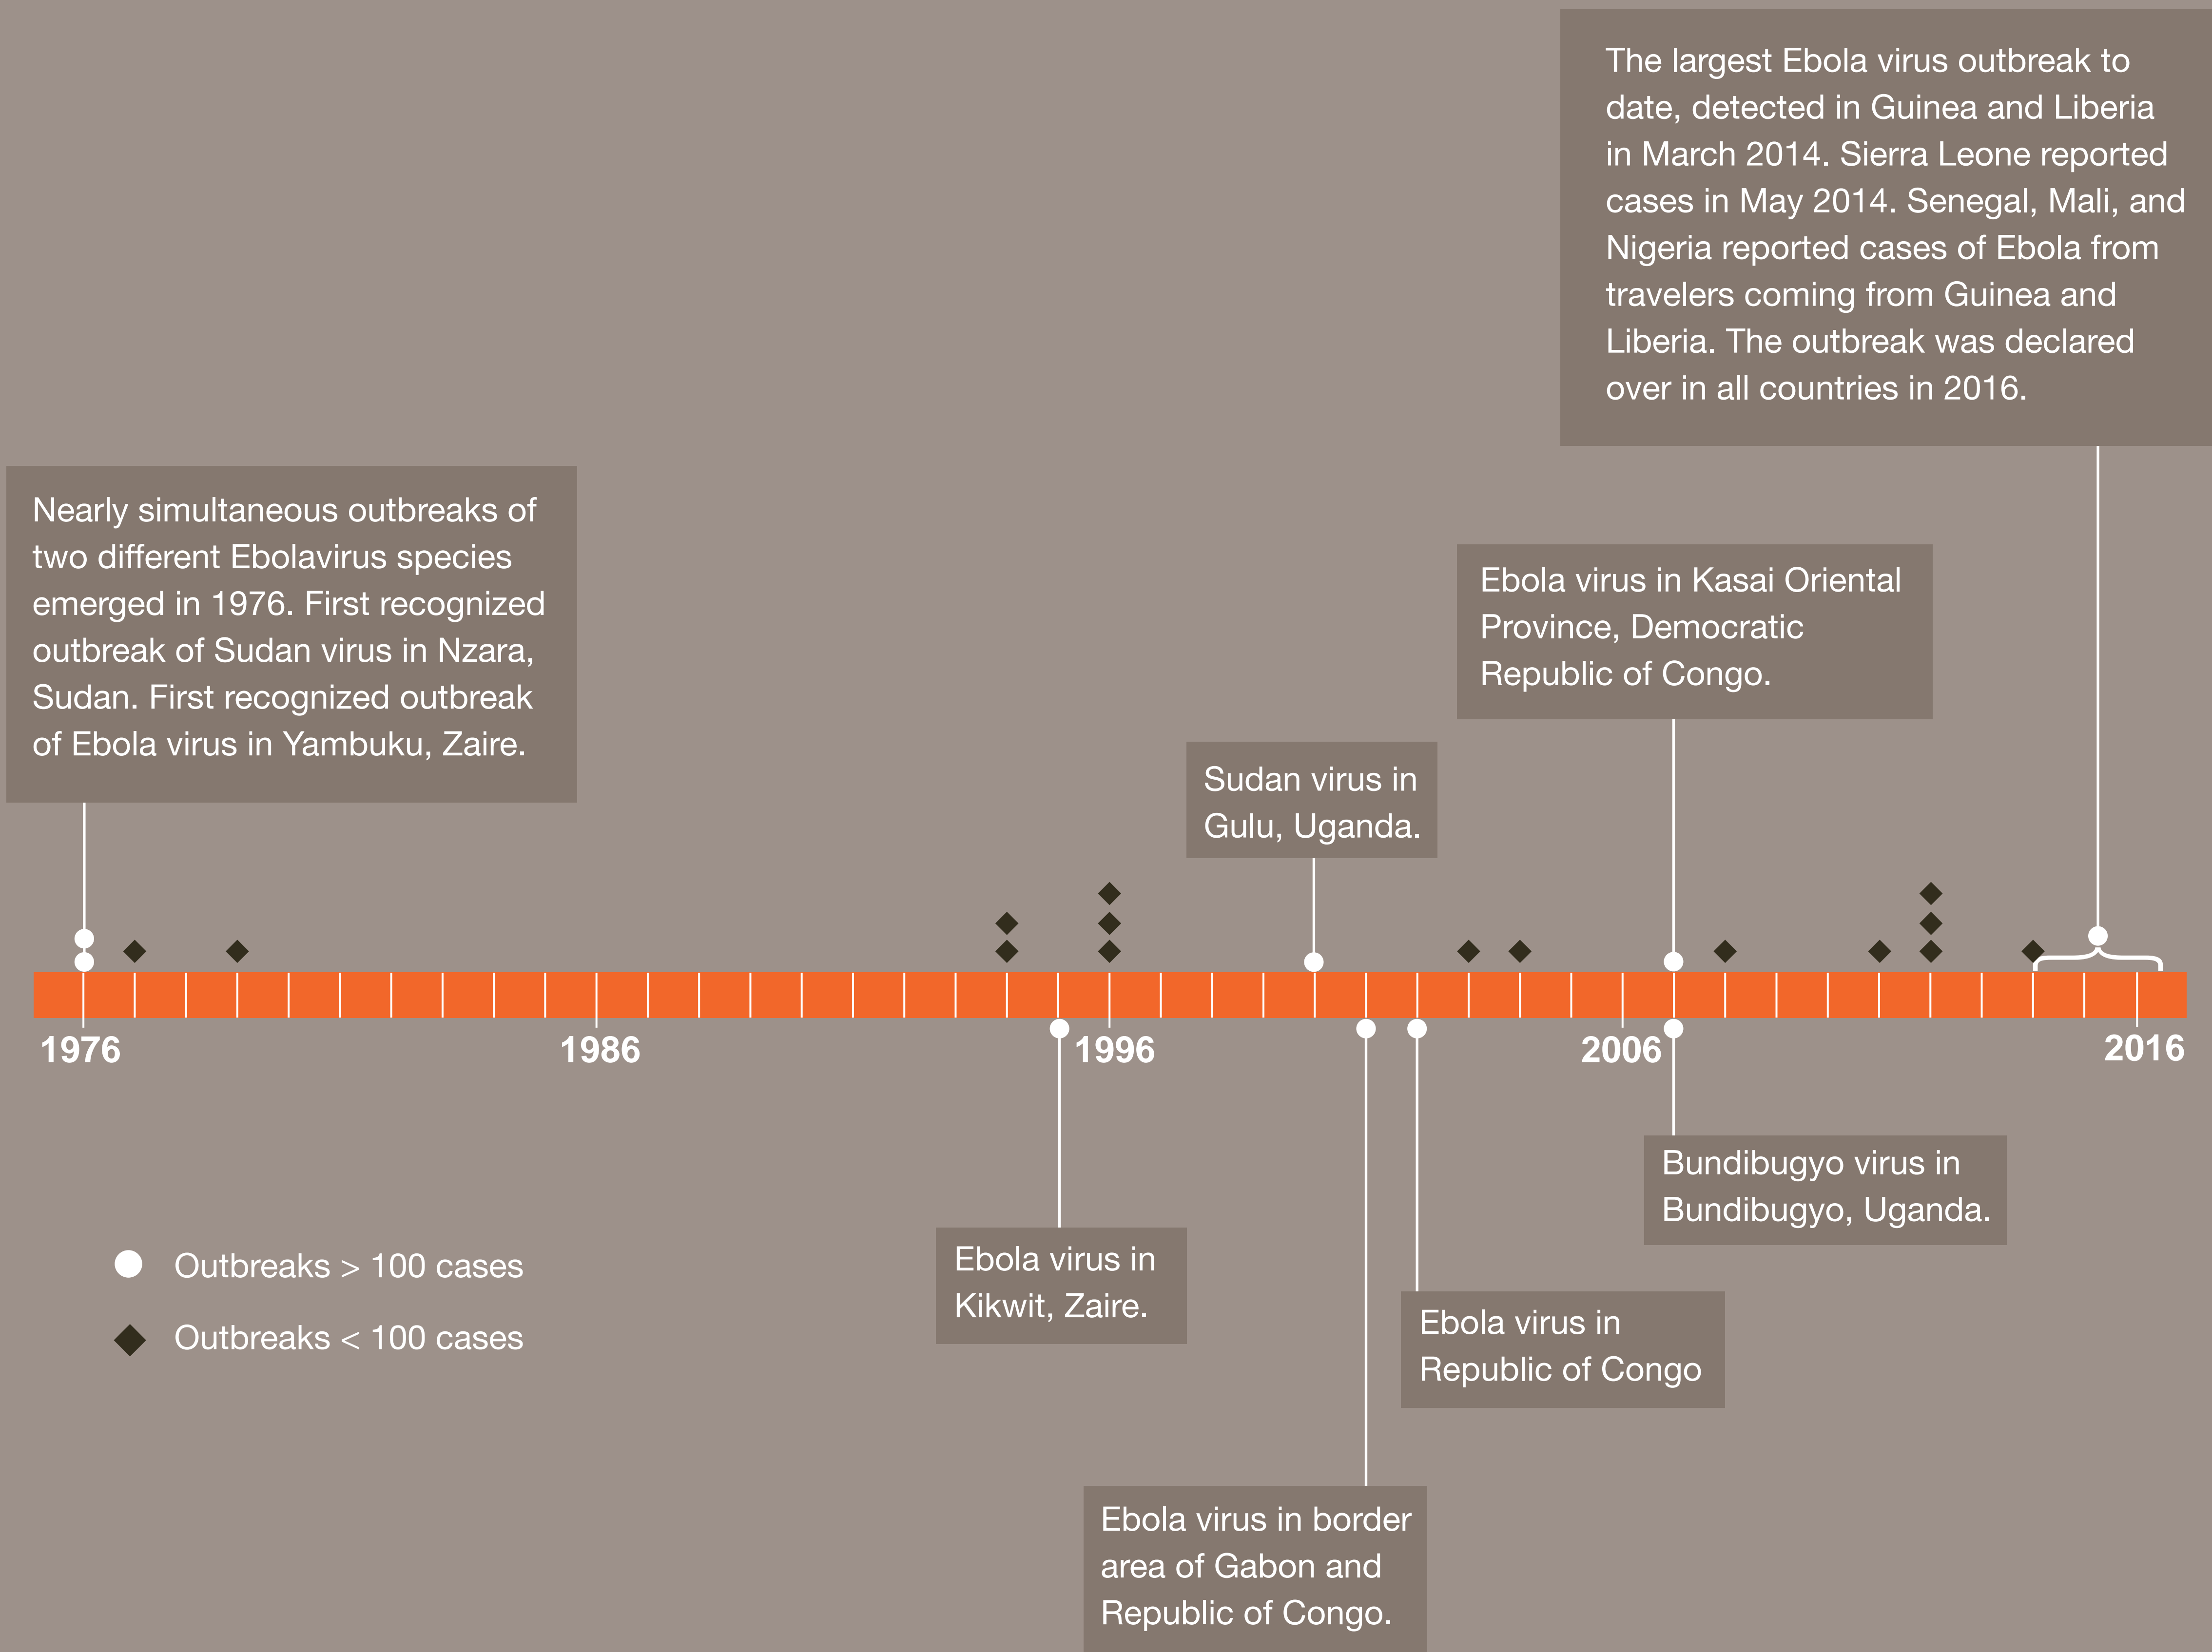 The largest Ebola virus outbreak to
date, detected in Guinea and Liberia
in March 2014. Sierra Leone reported
cases in May 2014. Senegal, Mali, and
Nigeria reported cases of Ebola from
travelers coming from Guinea and
Liberia. The outbreak was declared
over in all countries in 2016.
Nearly simultaneous outbreaks of
two different Ebolavirus species
emerged in 1976. First recognized
outbreak of Sudan virus in Nzara,
Sudan. First recognized outbreak
of Ebola virus in Yambuku, Zaire.
Ebola virus in Kasai Oriental
Province, Democratic
Republic of Congo.
Sudan virus in
Gulu, Uganda.
1976
1986
1996
2006
2016
Bundibugyo virus in
Bundibugyo, Uganda.
Ebola virus in
Kikwit, Zaire.
Ebola virus in
Republic of Congo
Ebola virus in border
area of Gabon and
Republic of Congo.
Outbreaks > 100 cases
Outbreaks < 100 cases